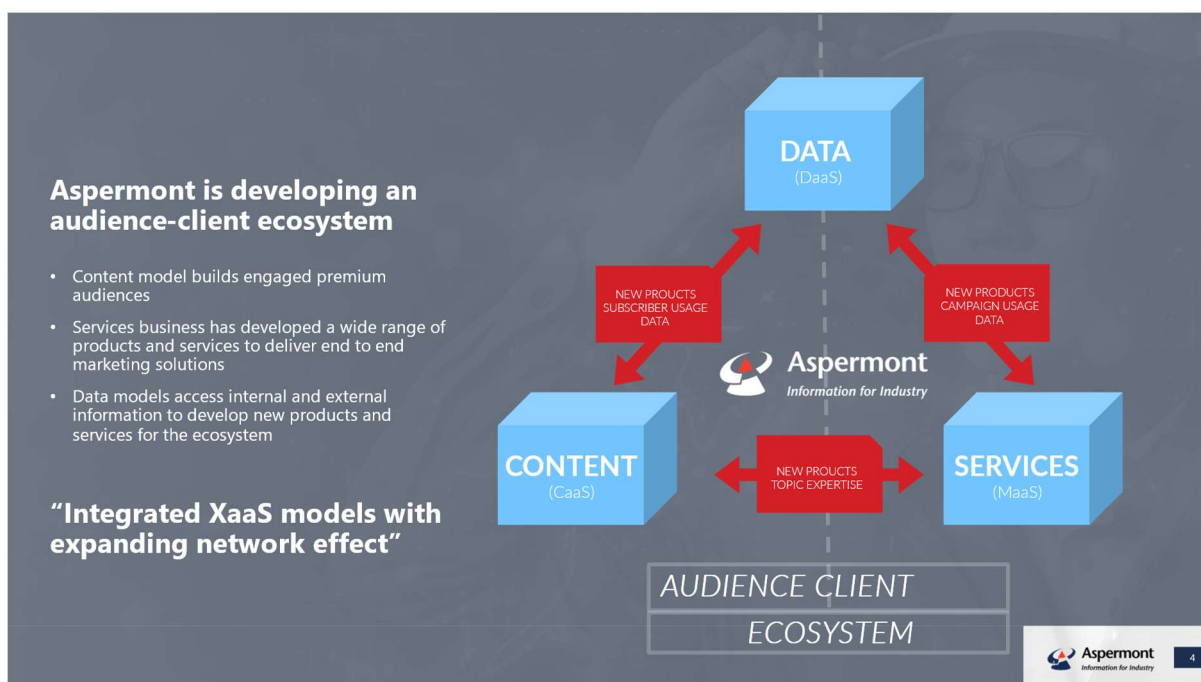 Aspermont is developing an
audience-client ecosystem
• Content model builds engaged premium
audiences
• Services business has developed a wide range of
products and services to deliver end to end
marketing solutions
• Data models access internal and external
information to develop new products and
services for the ecosystem
“Integrated XaaS models with
expanding network effect”
DATA
(DaaS)
NEW PROUCTS
SUBSCRIBER USAGE
DATA
NEW PRODUCTS
CAMPAIGN USAGE
DATA
Aspermont
Information for Industry
CONTENT
(CaaS)
NEW PROUCTS
TOPIC EXPERTISE
SERVICES
(MaaS)
AUDIENCE CLIENT
ECOSYSTEM
Aspermont
Information for Industry
4